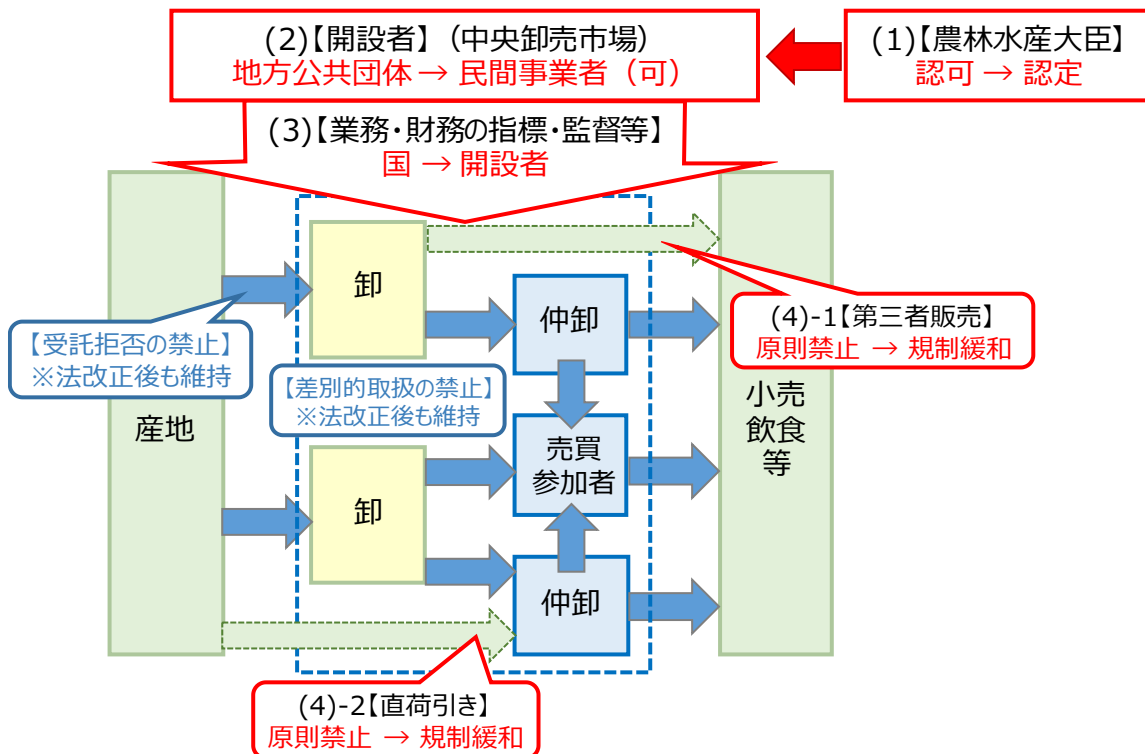 (2)【開設者】（中央卸売市場）
地方公共団体 → 民間事業者（可）
(1)【農林水産大臣】
認可 → 認定
(3)【業務・財務の指標・監督等】
国 → 開設者
卸
仲卸
【受託拒否の禁止】
※法改正後も維持
(4)-1【第三者販売】
原則禁止 → 規制緩和
【差別的取扱の禁止】
※法改正後も維持
産地
小売
飲食
等
売買
参加者
卸
仲卸
(4)-2【直荷引き】
原則禁止 → 規制緩和